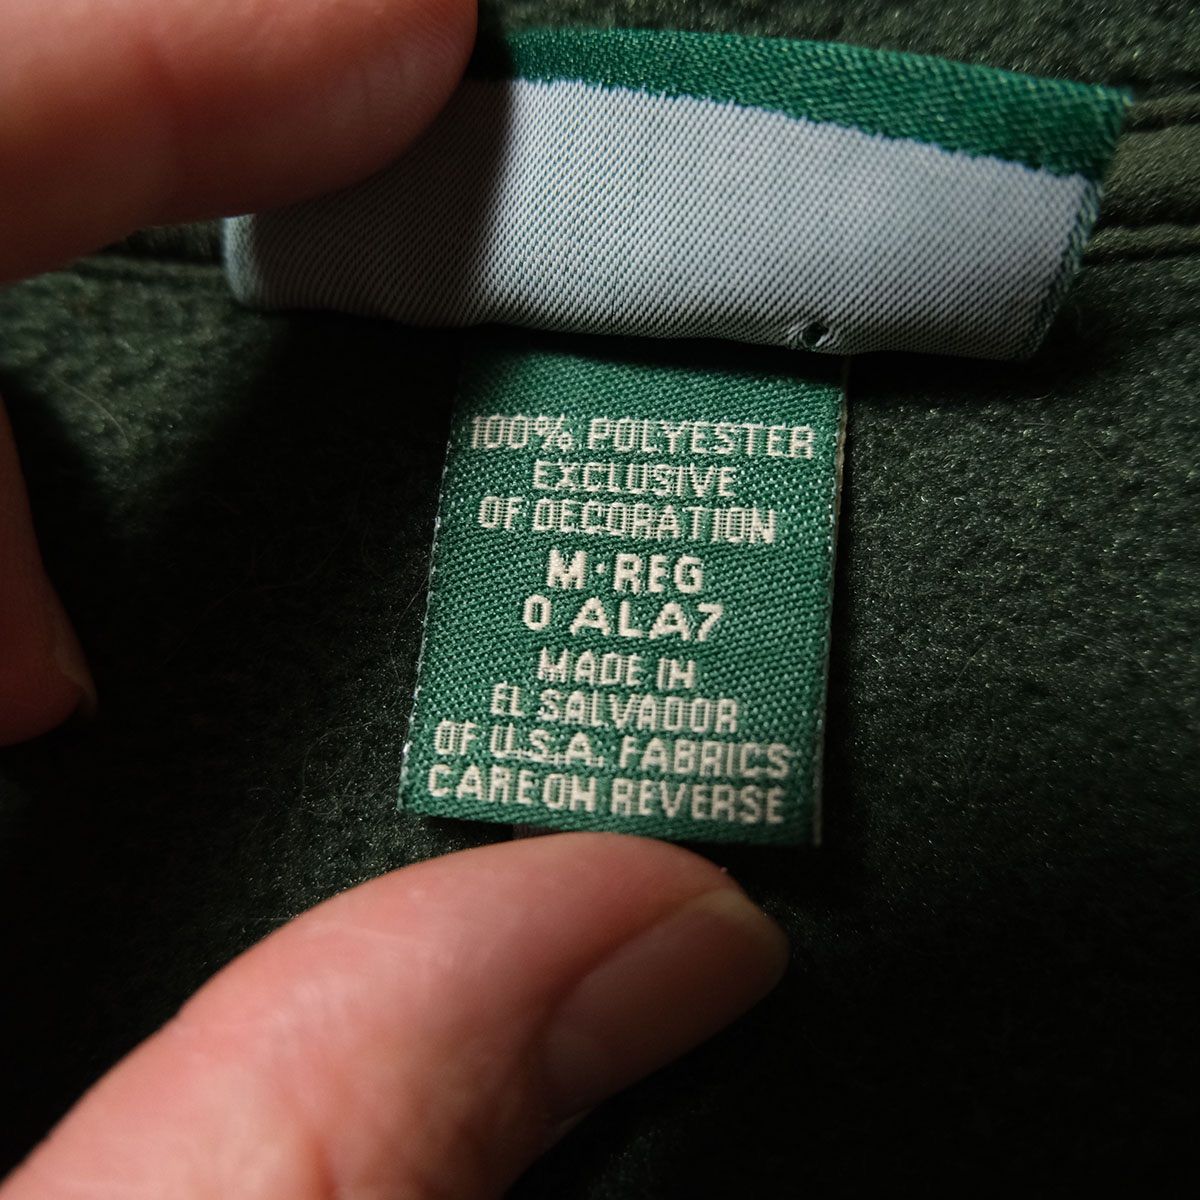 100% POLYESTER
EXCLUSIVE
OF DECORATION
M·REG
0 ALA7
MADE IN
EL SALVADOR
OF U.S.A. FABRICS
CARE ON REVERSE